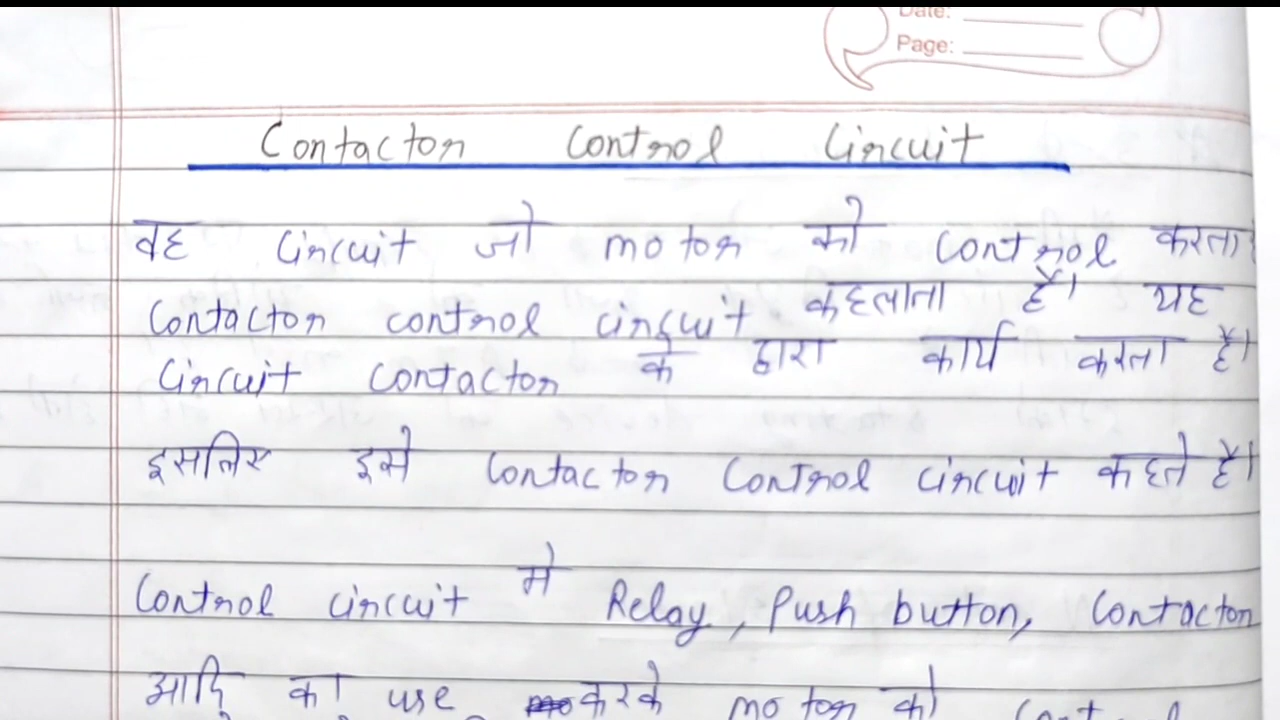 Date:
Page:
Contactor Control Circuit
वह circuit जो motor को control करता
contactor control circuit कहलाता हैं। यह
circuit contactor के द्वारा कार्य करता हैं।
इसलिए इसे contactor control circuit कहते हैं।
Control circuit मे Relay, Push button, Contactor
आदि का use करके motor को control